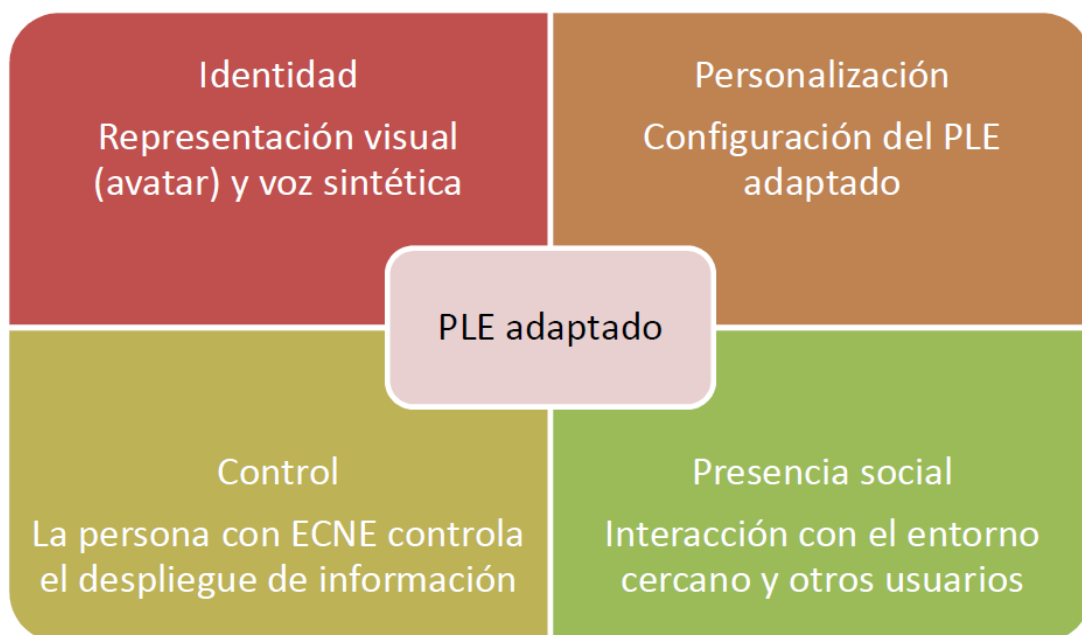 Identidad
Representación visual
(avatar) y voz sintética
Personalización
Configuración del PLE
adaptado
PLE adaptado
Control
La persona con ECNE controla
el despliegue de información
Presencia social
Interacción con el entorno
cercano y otros usuarios